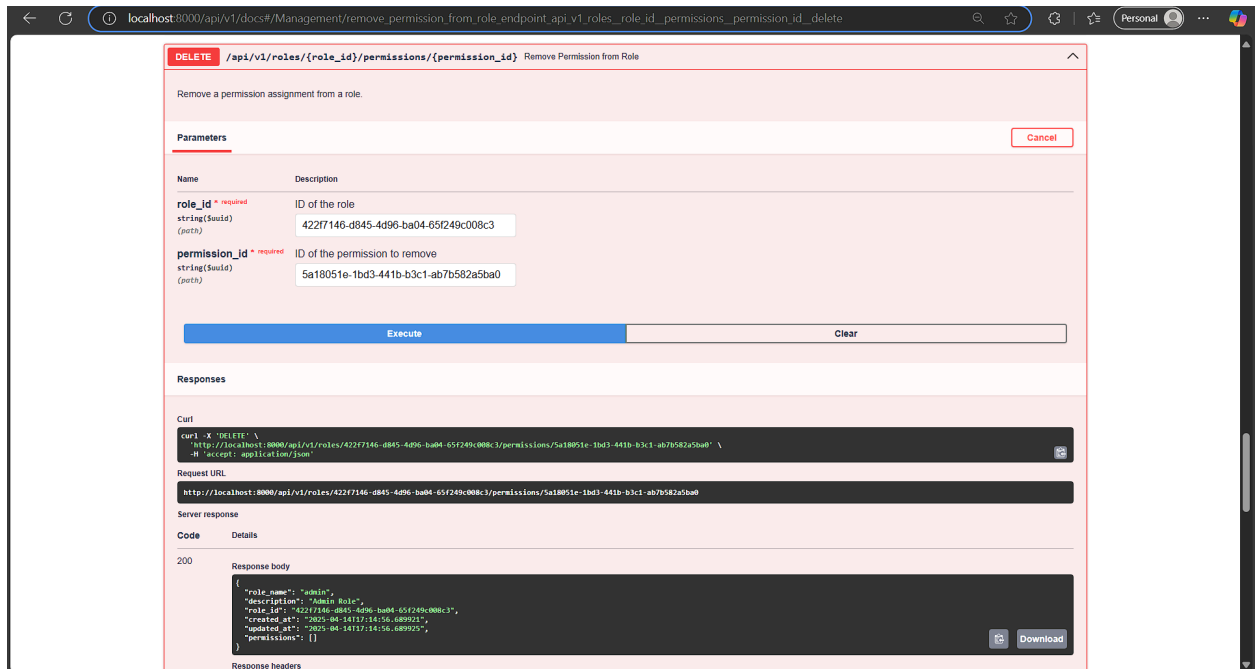 localhost:8000/api/v1/docs#/Management/remove_permission_from_role_endpoint_api_v1_roles__role_id__permissions__permission_id__delete
Personal
DELETE /api/v1/roles/{role_id}/permissions/{permission_id} Remove Permission from Role
Remove a permission assignment from a role.
Parameters
Cancel
Name Description
role_id * required ID of the role
string($uuid)
(path)
422f7146-d845-4d96-ba04-65f249c008c3
permission_id * required ID of the permission to remove
string($uuid)
(path)
5a18051e-1bd3-441b-b3c1-ab7b582a5ba0
Execute Clear
Responses
Curl
curl -X 'DELETE' \
'http://localhost:8000/api/v1/roles/422f7146-d845-4d96-ba04-65f249c008c3/permissions/5a18051e-1bd3-441b-b3c1-ab7b582a5ba0' \
-H 'accept: application/json'
Request URL
http://localhost:8000/api/v1/roles/422f7146-d845-4d96-ba04-65f249c008c3/permissions/5a18051e-1bd3-441b-b3c1-ab7b582a5ba0
Server response
Code Details
200
Response body
{
"role_name": "admin",
"description": "Admin Role",
"role_id": "422f7146-d845-4d96-ba04-65f249c008c3",
"created_at": "2025-04-14T17:14:56.689921",
"updated_at": "2025-04-14T17:14:56.689925",
"permissions": []
}
Download
Response headers